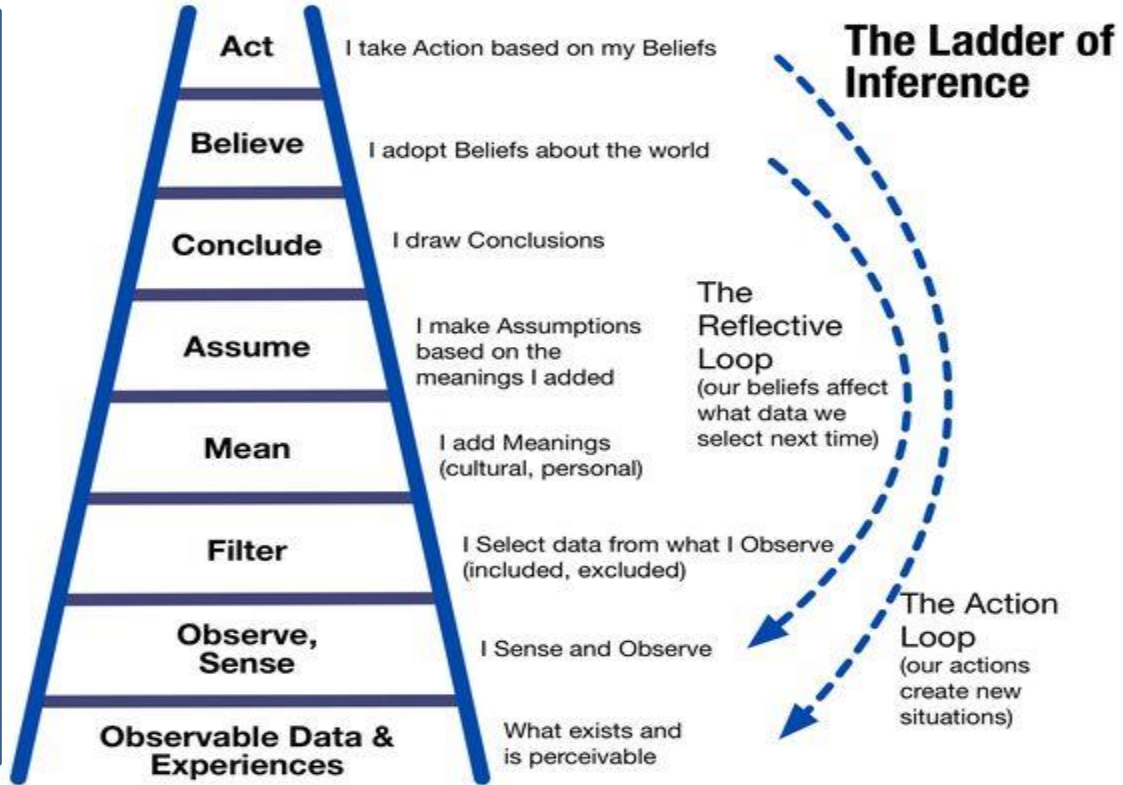 The Ladder of
Inference
Act
I take Action based on my Beliefs
Believe
I adopt Beliefs about the world
Conclude
I draw Conclusions
Assume
I make Assumptions
based on the
meanings I added
The
Reflective
Loop
(our beliefs affect
what data we
select next time)
Mean
I add Meanings
(cultural, personal)
Filter
I Select data from what I Observe
(included, excluded)
Observe,
Sense
I Sense and Observe
The Action
Loop
(our actions
create new
situations)
Observable Data &
Experiences
What exists and
is perceivable